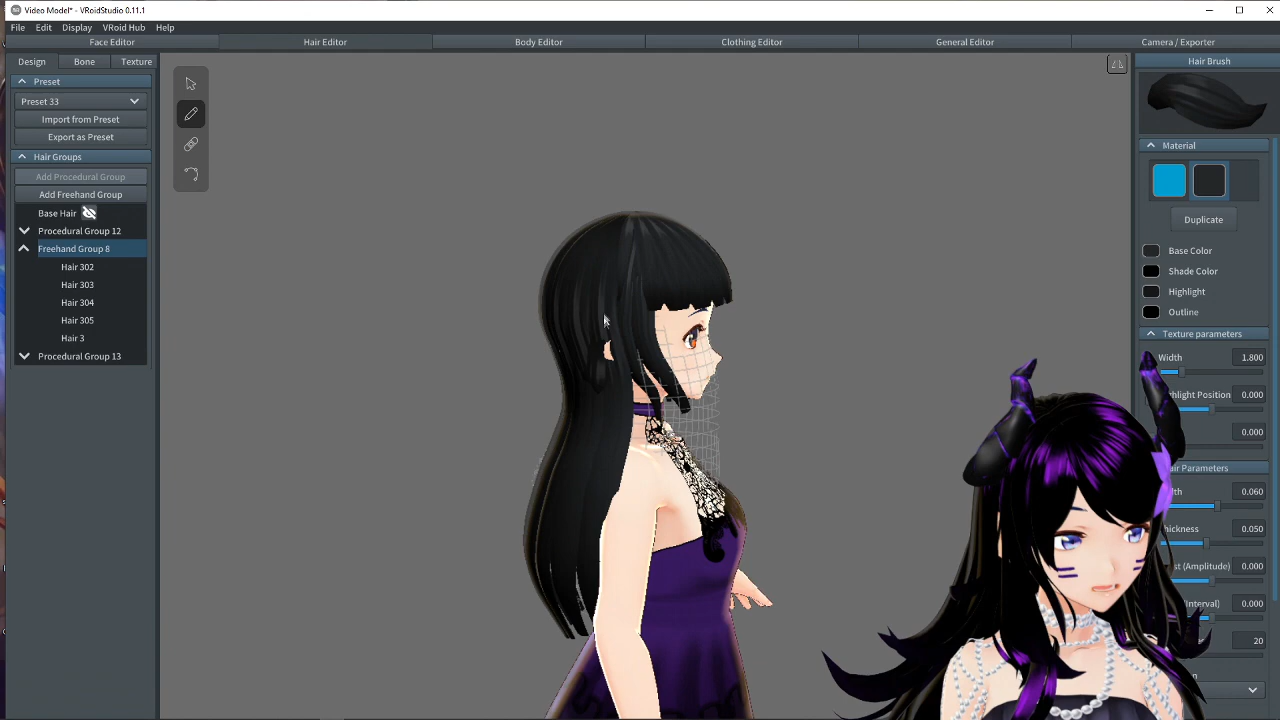 Video Model* - VRoidStudio 0.11.1
File Edit Display VRoid Hub Help
Face Editor Hair Editor Body Editor Clothing Editor General Editor Camera / Exporter
Design Bone Texture
Preset
Preset 33
Import from Preset
Export as Preset
Hair Groups
Add Procedural Group
Add Freehand Group
Base Hair
Procedural Group 12
Freehand Group 8
Hair 302
Hair 303
Hair 304
Hair 305
Hair 3
Procedural Group 13
Hair Brush
Material
Duplicate
Base Color
Shade Color
Highlight
Outline
Texture parameters
Width 1.800
Position 0.000
0.000
Parameters
0.060
0.050
(Amplitude) 0.000
(Interval) 0.000
20